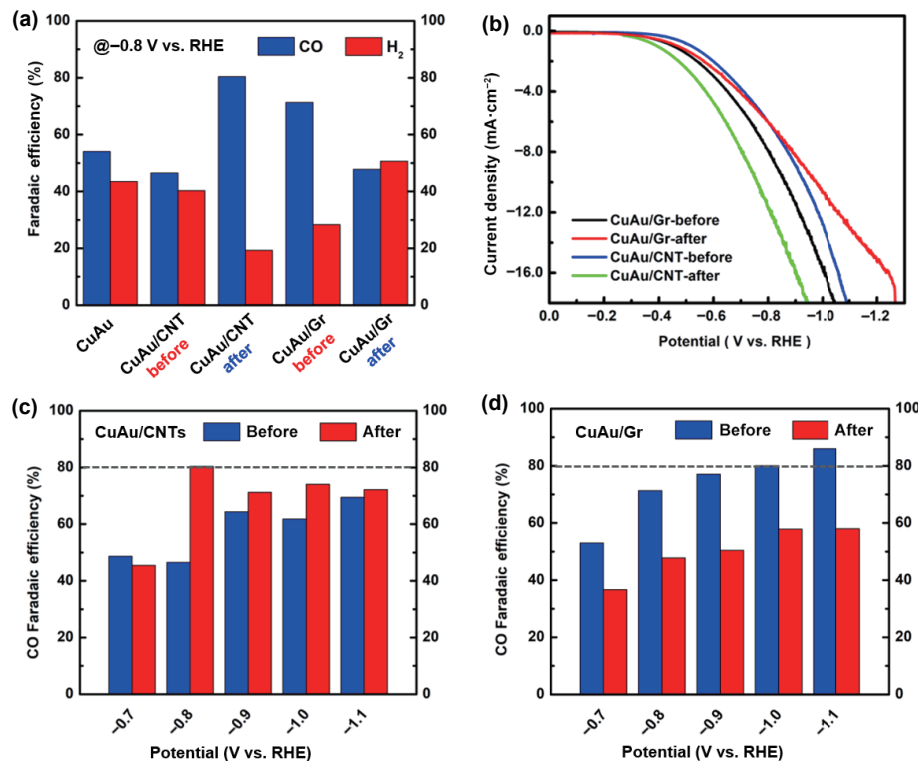 (a)
@−0.8 V vs. RHE
CO
H2
Faradaic efficiency (%)
100
80
60
40
20
0
100
80
60
40
20
0
CuAu
CuAu/CNT
before
CuAu/CNT
after
CuAu/Gr
before
CuAu/Gr
after
(b)
Current density (mA·cm−2)
0.0
−4.0
−8.0
−12.0
−16.0
CuAu/Gr-before
CuAu/Gr-after
CuAu/CNT-before
CuAu/CNT-after
0.0 −0.2 −0.4 −0.6 −0.8 −1.0 −1.2
Potential ( V vs. RHE )
(c)
CuAu/CNTs
Before
After
CO Faradaic efficiency (%)
100
80
60
40
20
0
100
80
60
40
20
0
−0.7 −0.8 −0.9 −1.0 −1.1
Potential (V vs. RHE)
(d)
CuAu/Gr
Before
After
CO Faradaic efficiency (%)
100
80
60
40
20
0
100
80
60
40
20
0
−0.7 −0.8 −0.9 −1.0 −1.1
Potential (V vs. RHE)